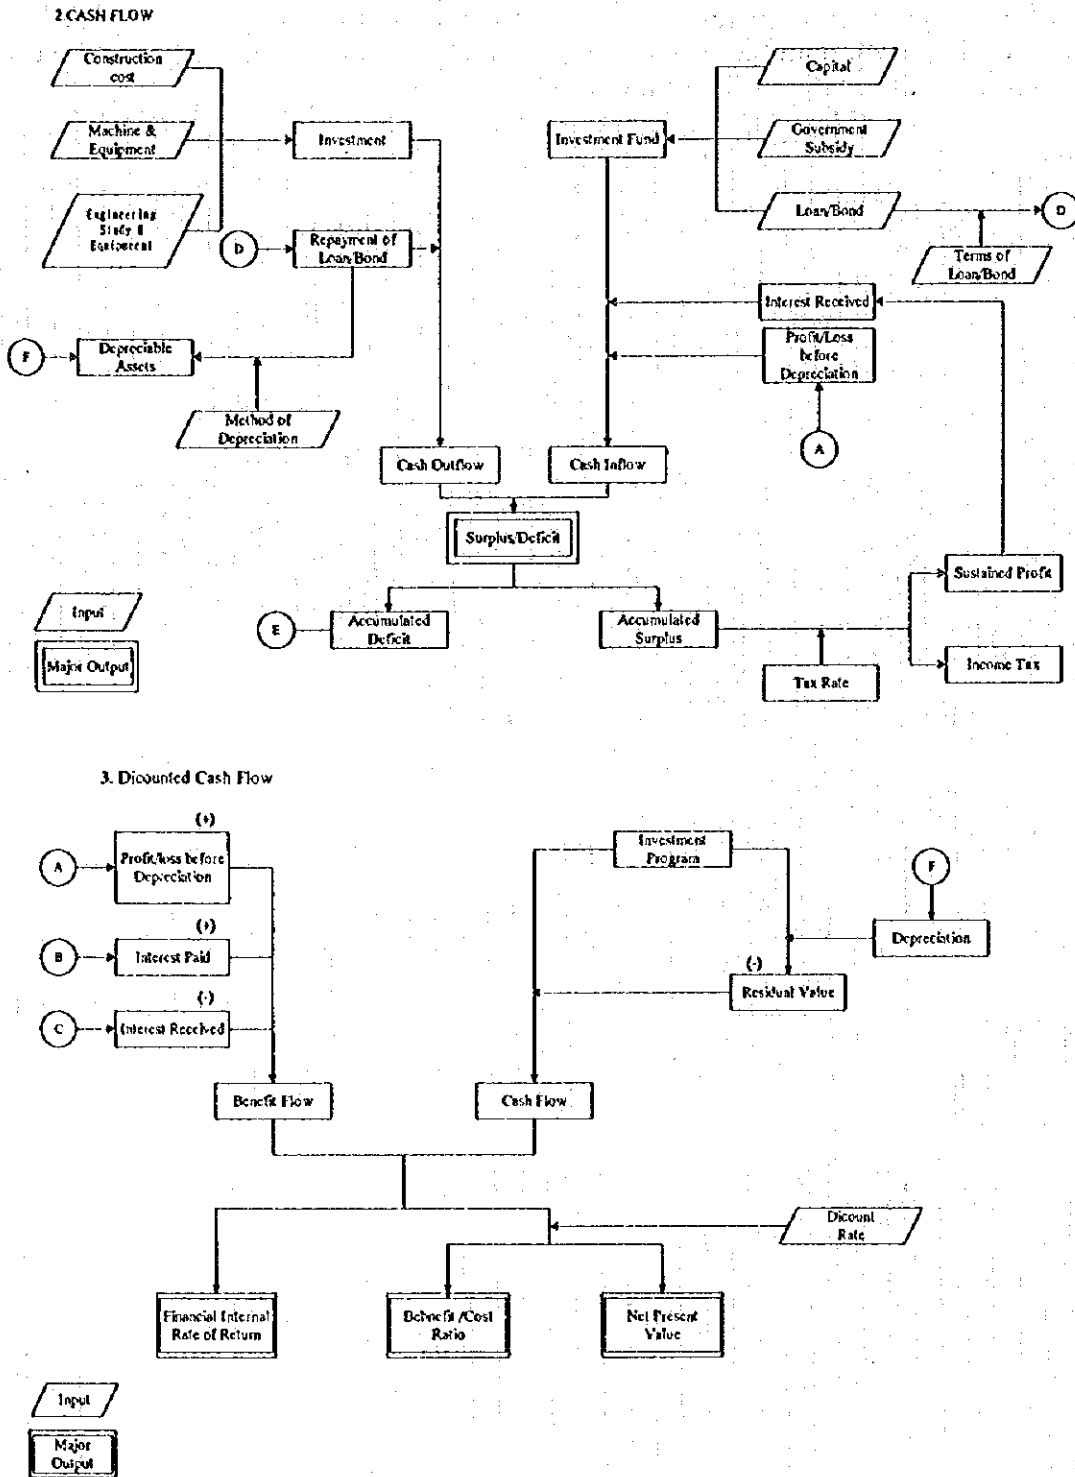 2.CASH FLOW
Construction
cost
Capital
Machine &
Equipment
Investment
Investment Fund
Government
Subsidy
Engineering
Study &
Equipment
Loan/Bond
D
D
Repayment of
Loan/Bond
Terms of
Loan/Bond
Interest Received
F
Depreciable
Assets
Profit/Loss
before
Depreciation
Method of
Depreciation
A
Cash Outflow
Cash Inflow
Surplus/Deficit
Sustained Profit
Input
E
Accumulated
Deficit
Accumulated
Surplus
Major Output
Tax Rate
Income Tax
3. Dicounted Cash Flow
(+)
A
Profit/loss before
Depreciation
Investment
Program
F
(+)
B
Interest Paid
Depreciation
(-)
Residual Value
(-)
C
Interest Received
Benefit Flow
Cash Flow
Dicount
Rate
Financial Internal
Rate of Return
Bebnefit /Cost
Ratio
Net Present
Value
Input
Major
Output